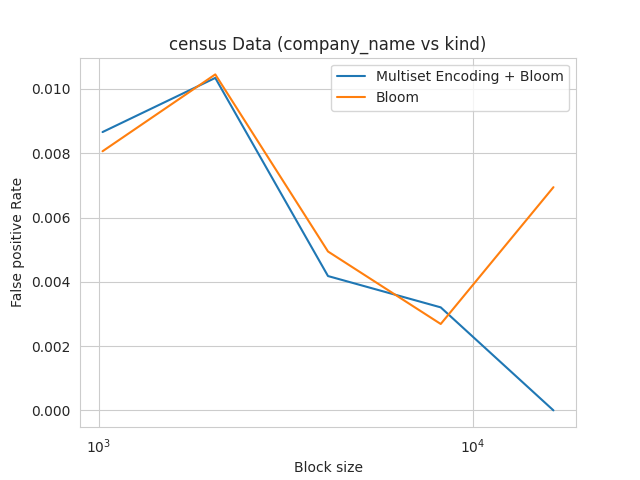 census Data (company_name vs kind)
Multiset Encoding + Bloom
Bloom
False positive Rate
0.010
0.008
0.006
0.004
0.002
0.000
10³
10⁴
Block size